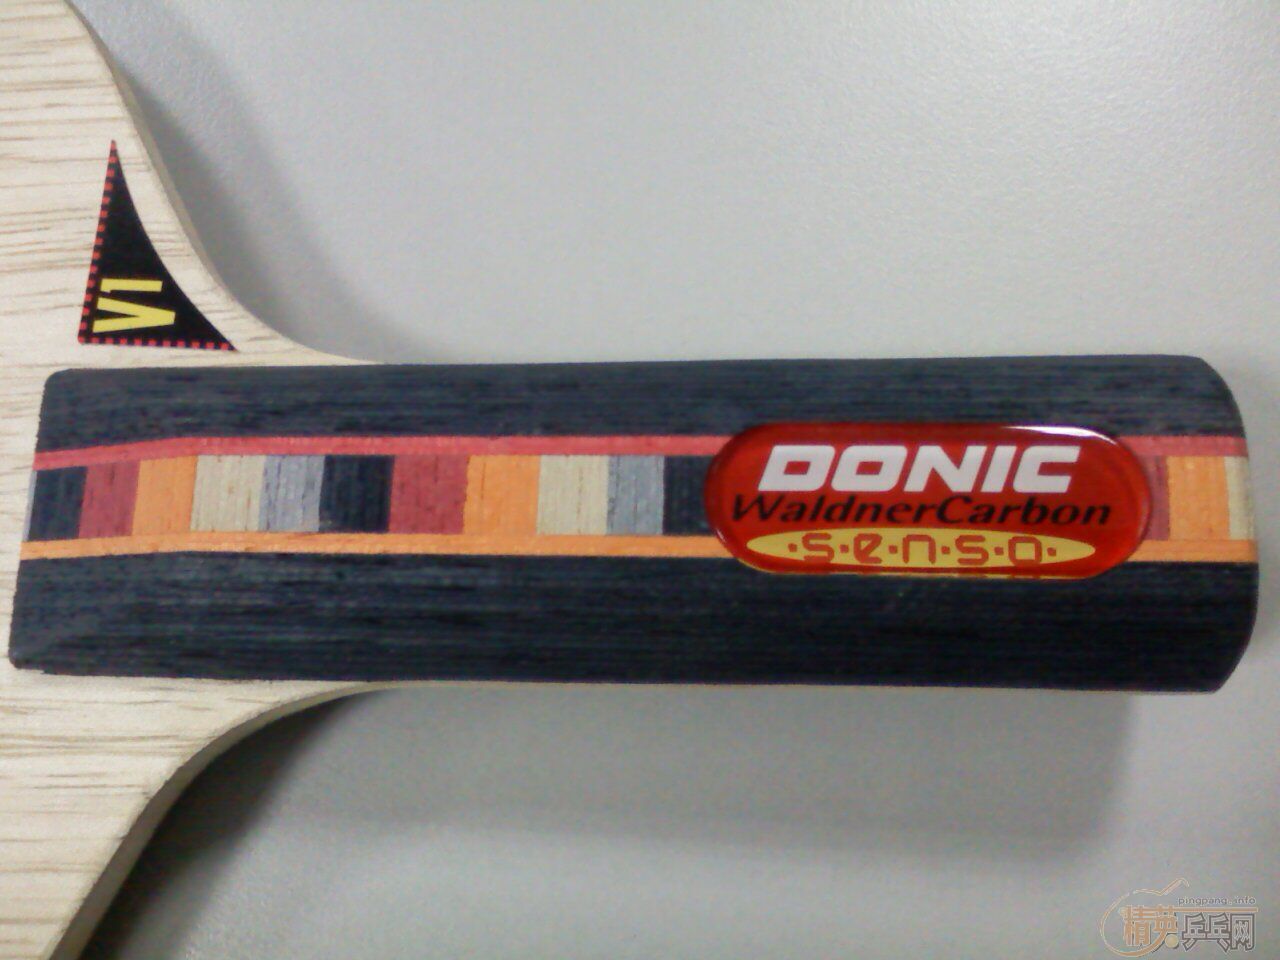 V1
DONIC
WaldnerCarbon
·s·e·n·s·o·
pingpang.info
精英乒乓网